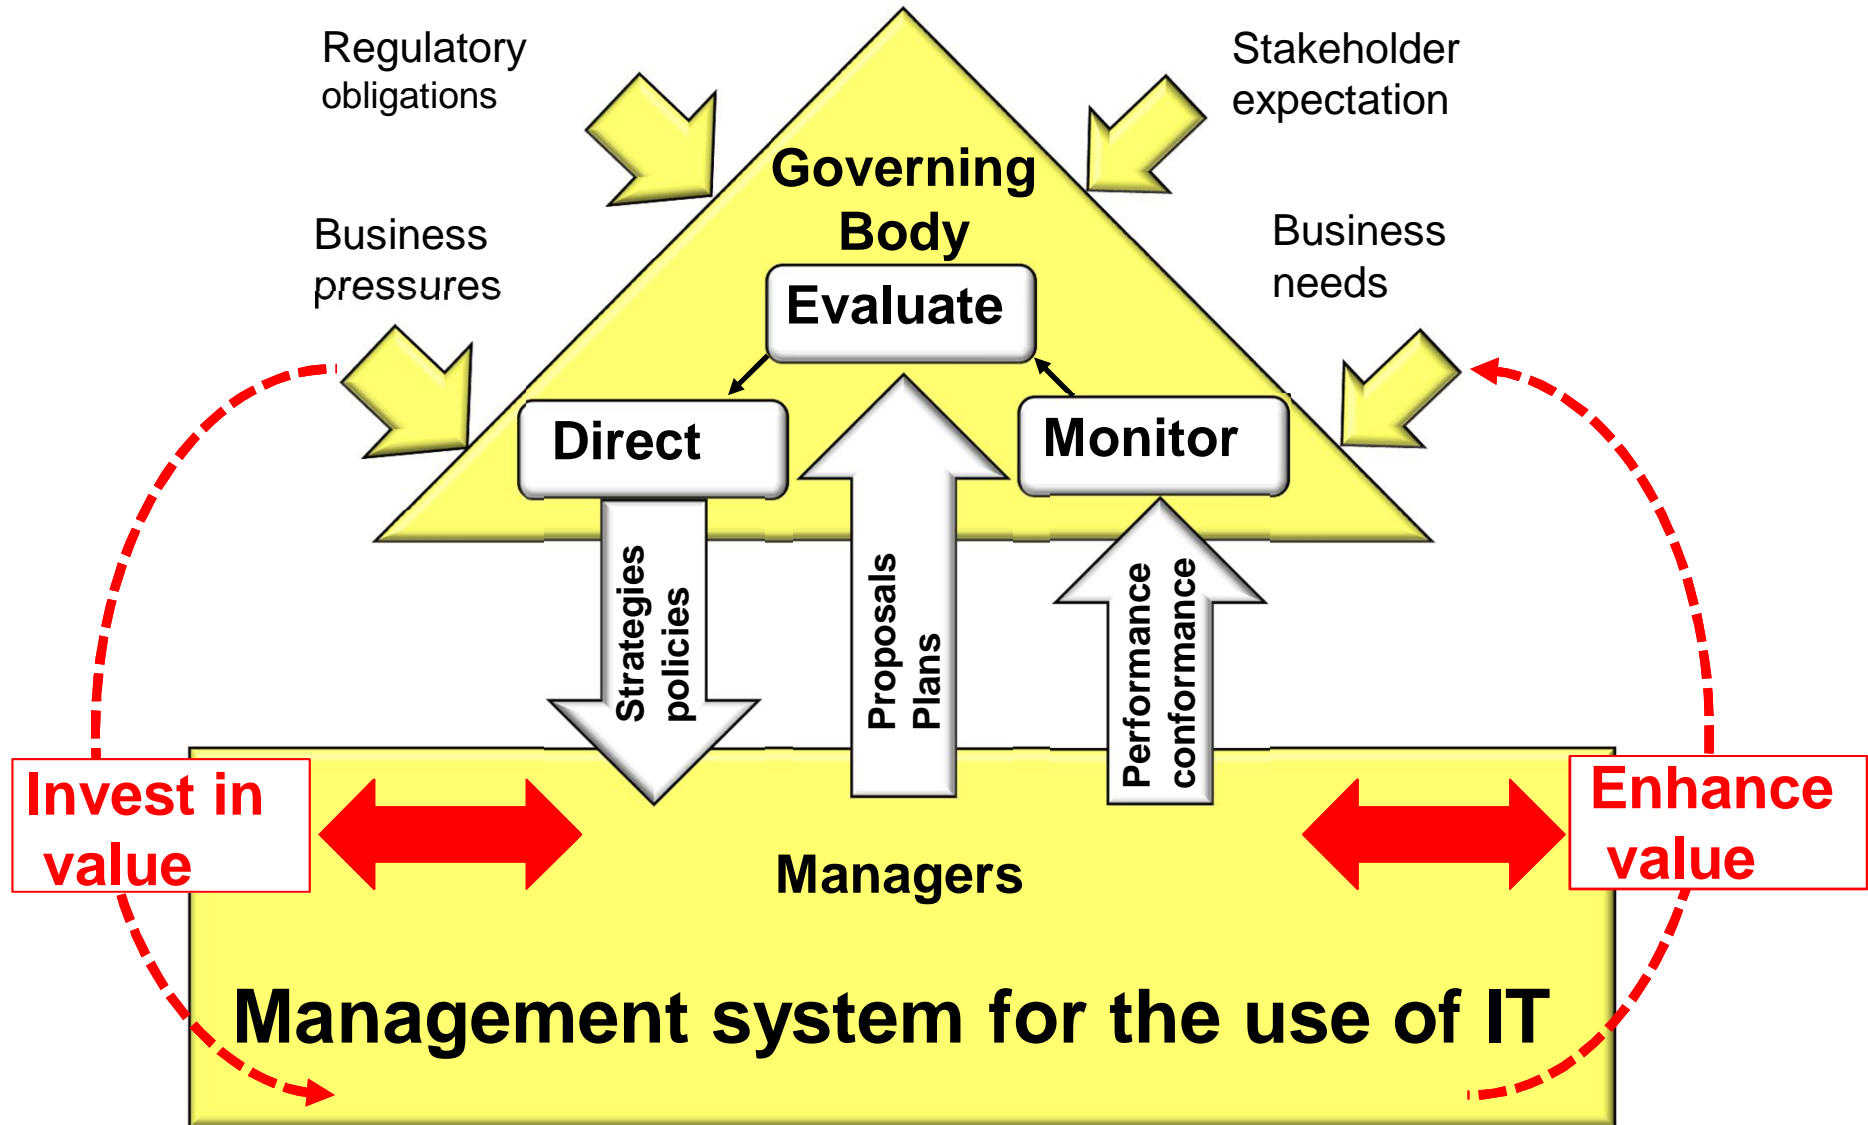 Regulatory
obligations
Stakeholder
expectation
Governing
Body
Business
pressures
Business
needs
Evaluate
Direct
Monitor
Strategies
policies
Proposals
Plans
Performance
conformance
Invest in
value
Enhance
value
Managers
Management system for the use of IT